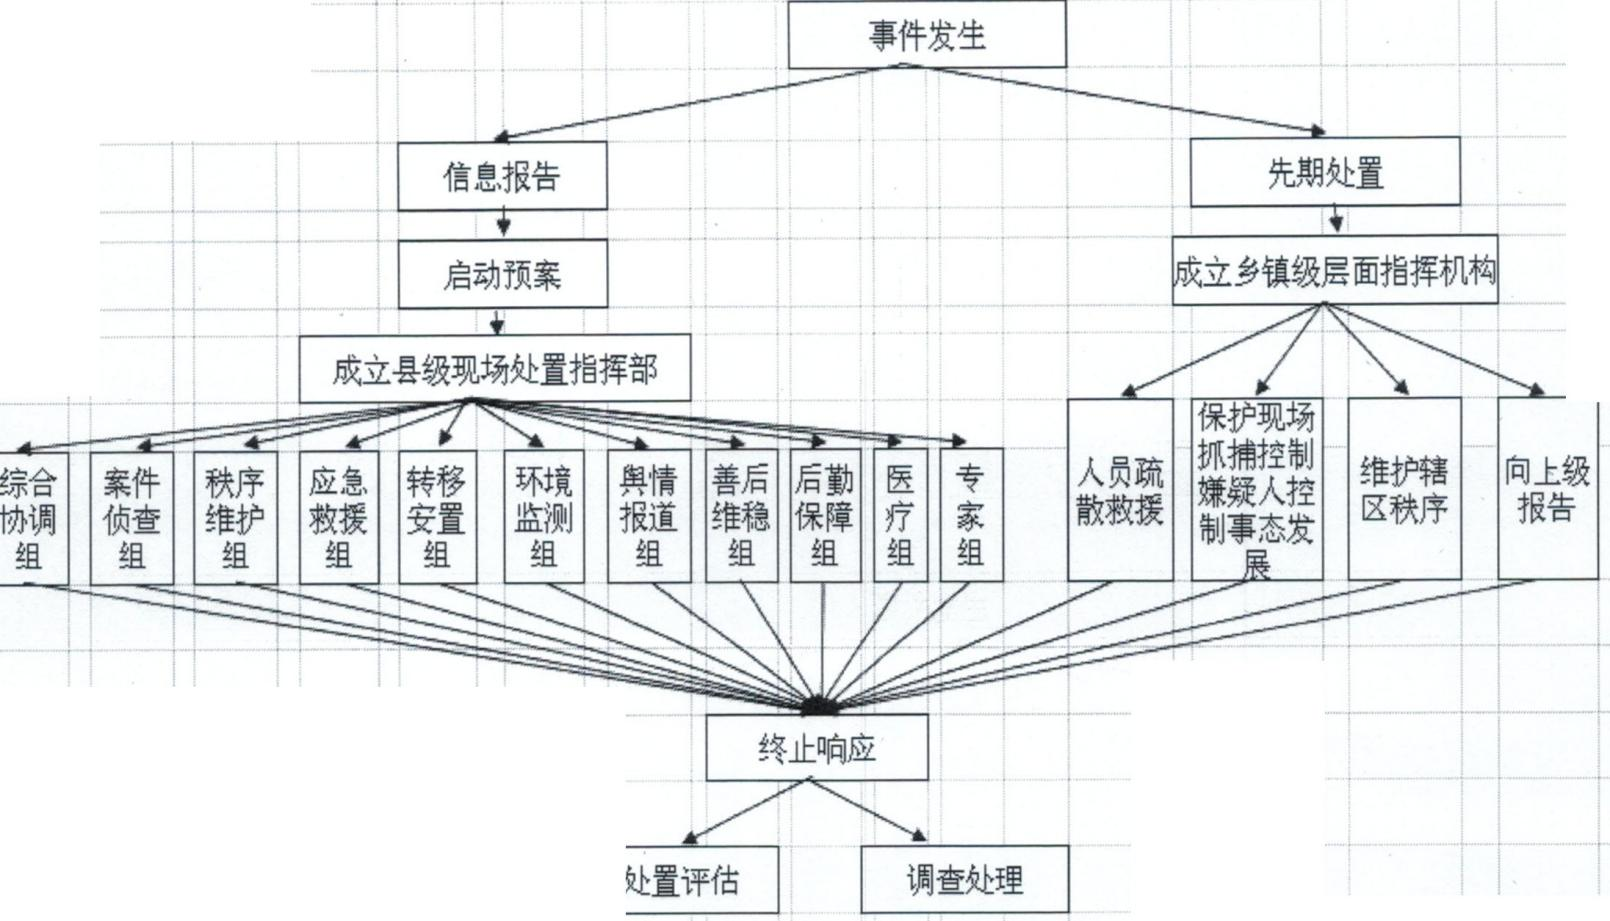 事件发生
信息报告
先期处置
启动预案
成立乡镇级层面指挥机构
成立县级现场处置指挥部
综合
协调
组
案件
侦查
组
秩序
维护
组
应急
救援
组
转移
安置
组
环境
监测
组
舆情
报道
组
善后
维稳
组
后勤
保障
组
医
疗
组
专
家
组
人员疏
散救援
保护现场
抓捕控制
嫌疑人控
制事态发
展
维护辖
区秩序
向上级
报告
终止响应
处置评估
调查处理